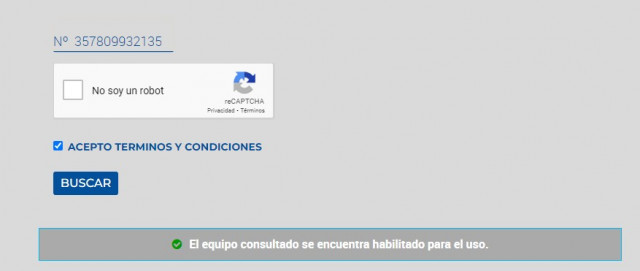 Nº 357809932135
No soy un robot
reCAPTCHA
Privacidad - Términos
ACEPTO TERMINOS Y CONDICIONES
BUSCAR
El equipo consultado se encuentra habilitado para el uso.